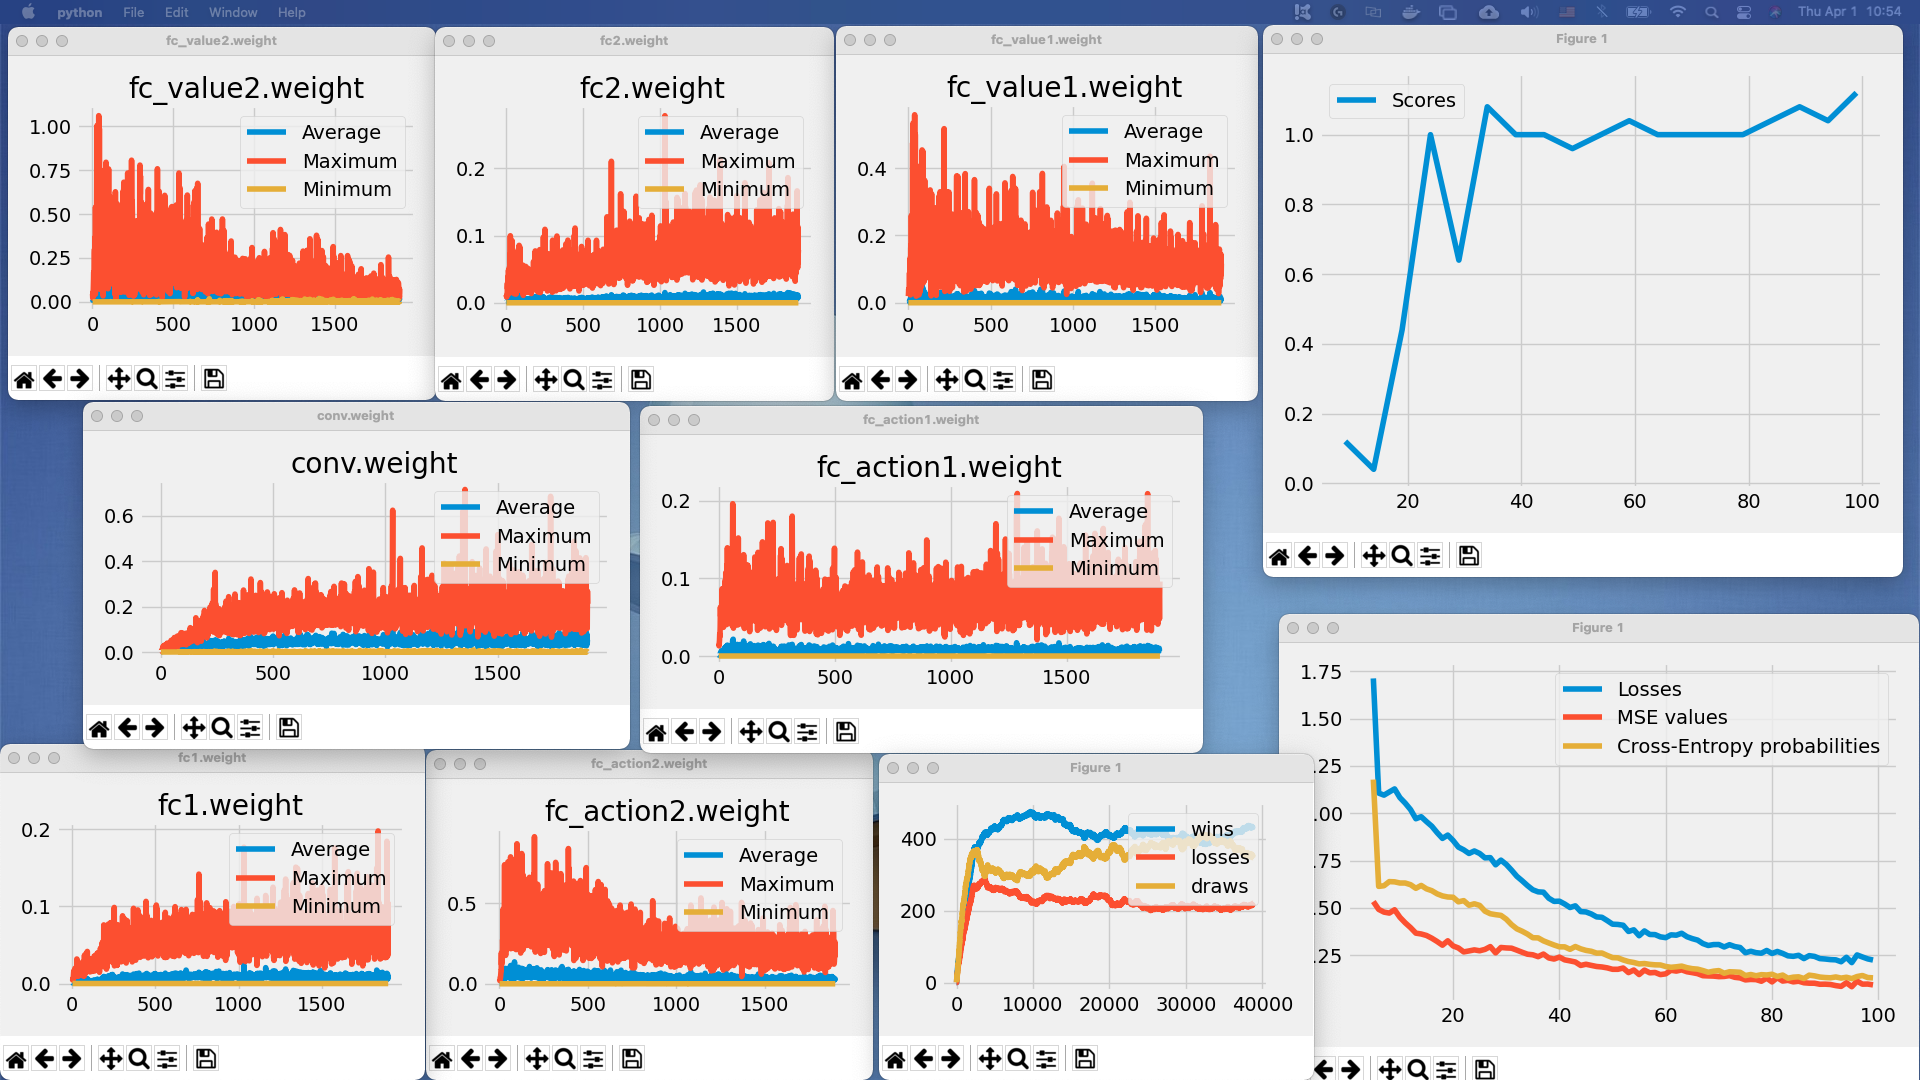 python File Edit Window Help Thu Apr 1 10:54
fc_value2.weight
fc_value2.weight
Average
Maximum
Minimum
1.00
0.75
0.50
0.25
0.00
0 500 1000 1500
fc2.weight
fc2.weight
Average
Maximum
Minimum
0.2
0.1
0.0
0 500 1000 1500
fc_value1.weight
fc_value1.weight
Average
Maximum
Minimum
0.4
0.2
0.0
0 500 1000 1500
Figure 1
Scores
1.0
0.8
0.6
0.4
0.2
0.0
20 40 60 80 100
conv.weight
conv.weight
Average
Maximum
Minimum
0.6
0.4
0.2
0.0
0 500 1000 1500
fc_action1.weight
fc_action1.weight
Average
Maximum
Minimum
0.2
0.1
0.0
0 500 1000 1500
Figure 1
Losses
MSE values
Cross-Entropy probabilities
1.75
1.50
.25
.00
.75
.50
.25
20 40 60 80 100
fc1.weight
fc1.weight
Average
Maximum
Minimum
0.2
0.1
0.0
0 500 1000 1500
fc_action2.weight
fc_action2.weight
Average
Maximum
Minimum
0.5
0.0
0 500 1000 1500
Figure 1
wins
losses
draws
400
200
0
0 10000 20000 30000 40000